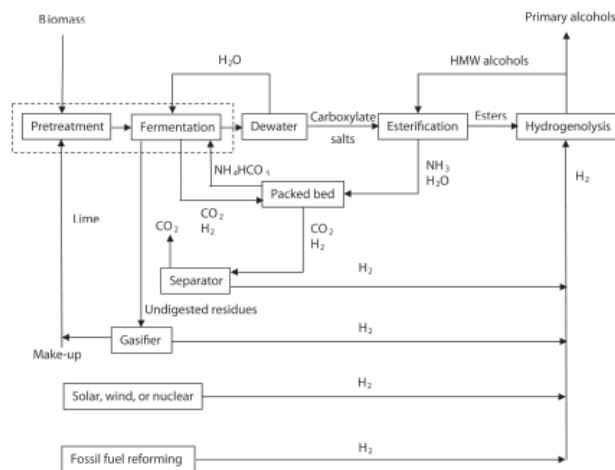 Biomass
Primary alcohols
H₂O
HMW alcohols
Pretreatment
Fermentation
Dewater
Carboxylate
salts
Esterification
Esters
Hydrogenolysis
NH₄HCO₃
NH₃
H₂O
H₂
Packed bed
Lime
CO₂
H₂
CO₂
CO₂
H₂
Separator
H₂
Undigested residues
Gasifier
H₂
Make-up
Solar, wind, or nuclear
H₂
Fossil fuel reforming
H₂